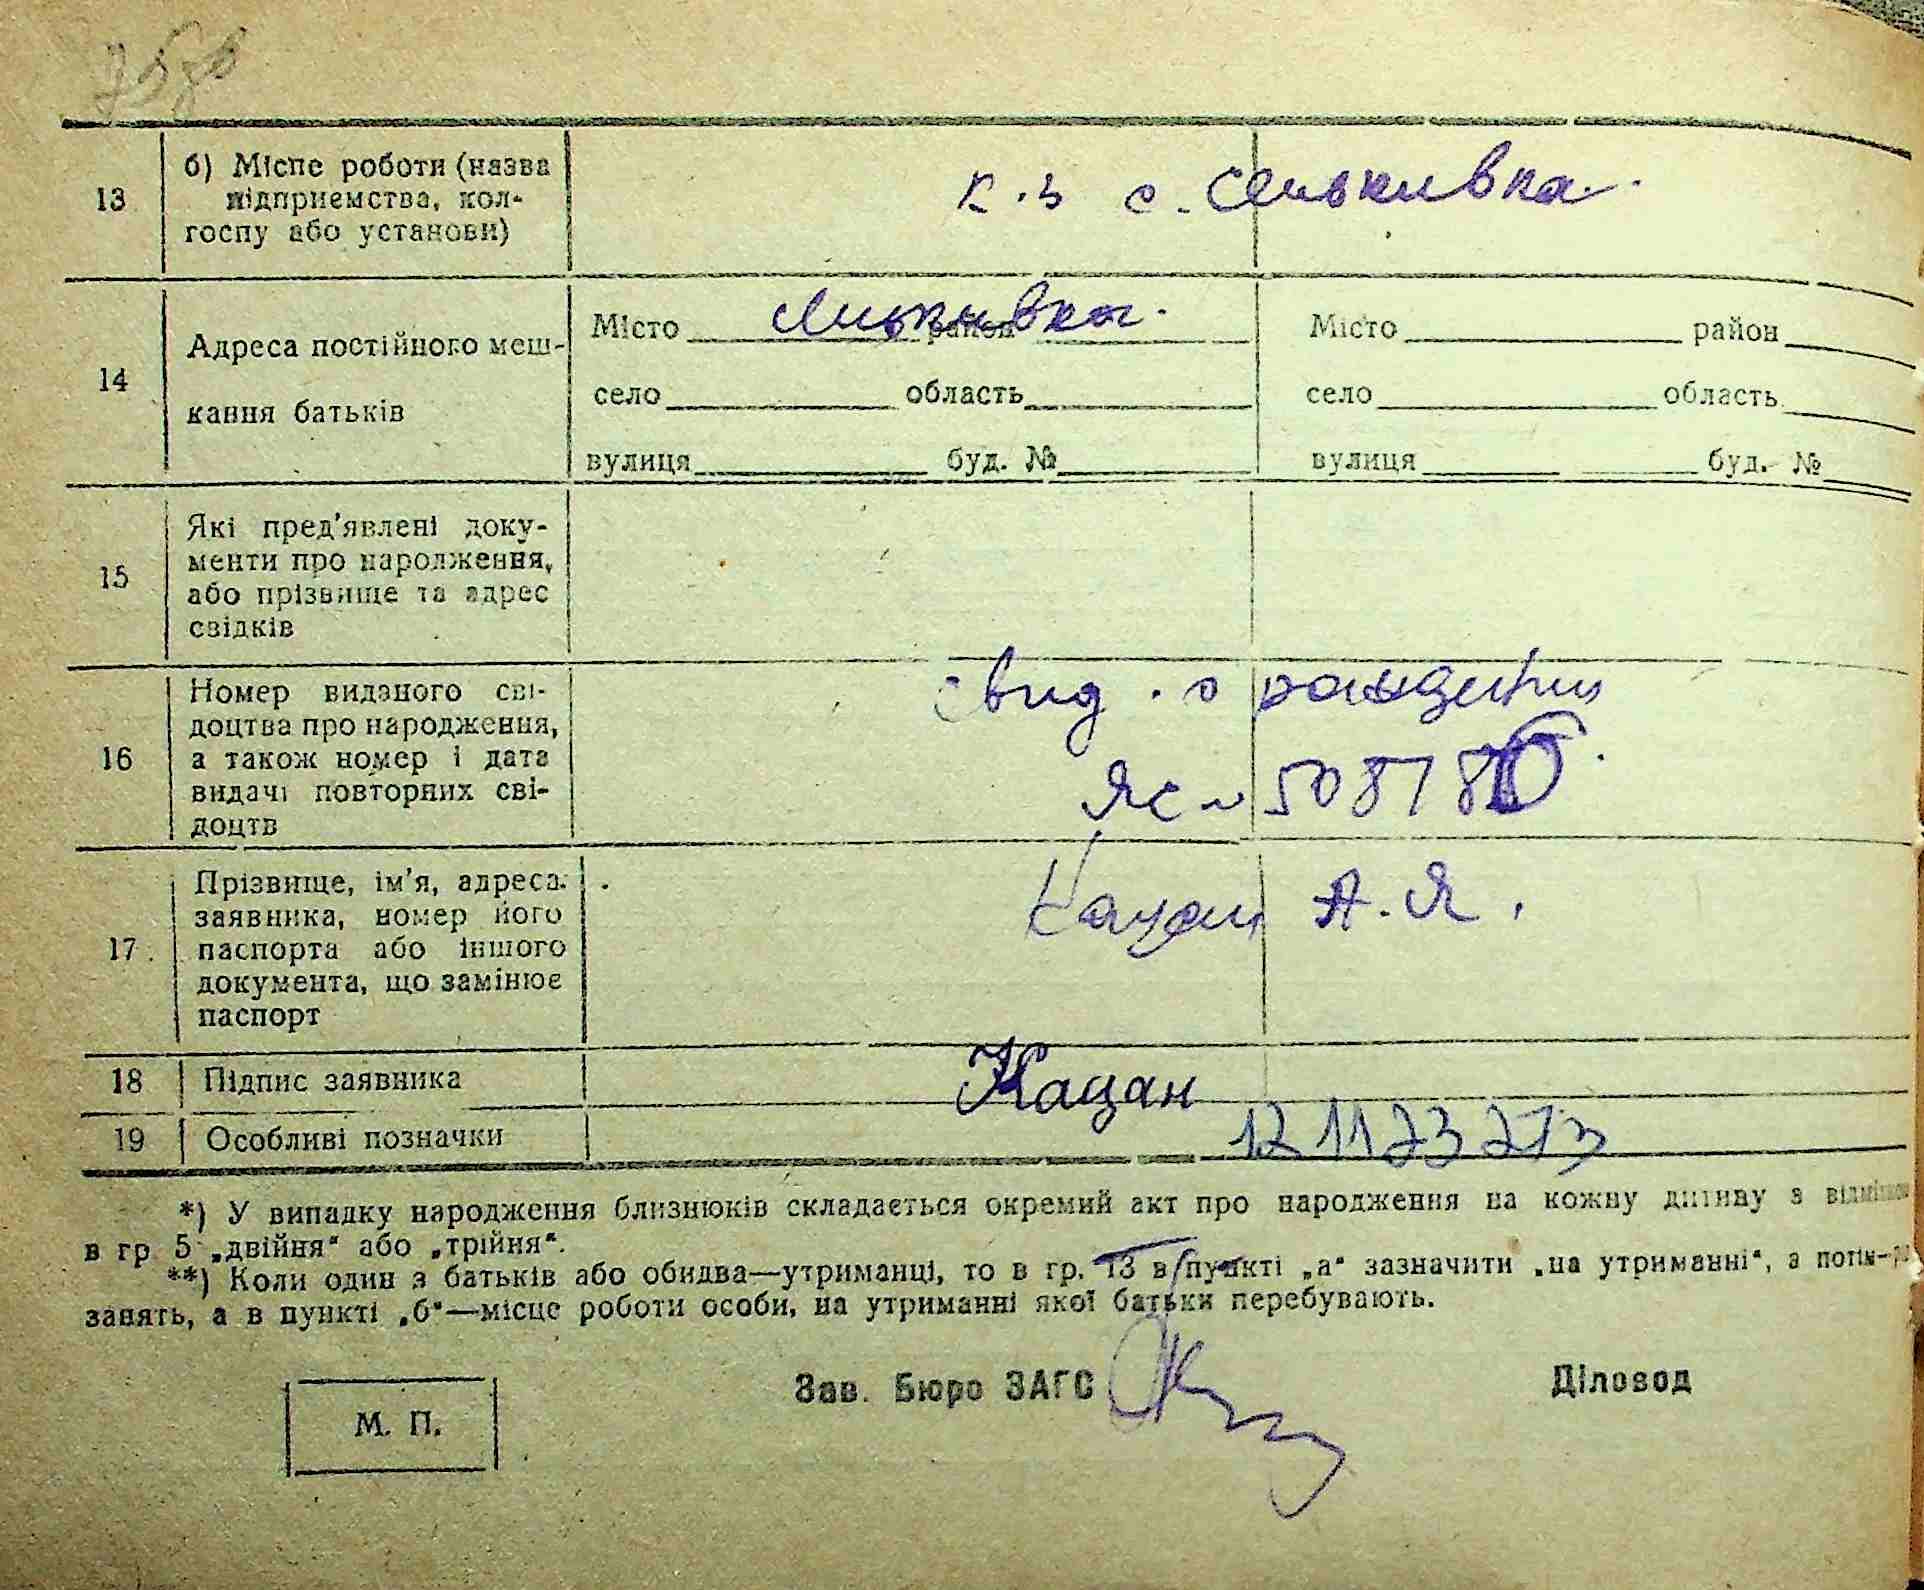 13
б) Місце роботи (назва
підприємства, кол-
госпу або установи)
к.з с. Сеньківка.
14
Адреса постійного меш-
кання батьків
Місто район
Сеньківка.
село область
вулиця буд. №
Місто район
село область
вулиця буд. №
15
Які пред'явлені доку-
менти про народження,
або прізвище та адрес
свідків
16
Номер виданого сві-
доцтва про народження,
а також номер і дата
видачі повторних сві-
доцтв
свид. о рождении
17.
Прізвище, ім'я, адреса.
заявника, номер його
паспорта або іншого
документа, що замінює
паспорт
Кацан А.Я.
18
Підпис заявника
Кацан
19
Особливі позначки
*) У випадку народження близнюків складається окремий акт про народження на кожну дитину з відміткою
в гр. 5 „двійня“ або „трійня“.
**) Коли один з батьків або обидва—утриманці, то в гр. 13 в пункті „а“ зазначити „на утриманні“, а потім
занять, а в пункті „б“—місце роботи особи, на утриманні якої батьки перебувають.
Зав. Бюро ЗАГС
Діловод
М. П.